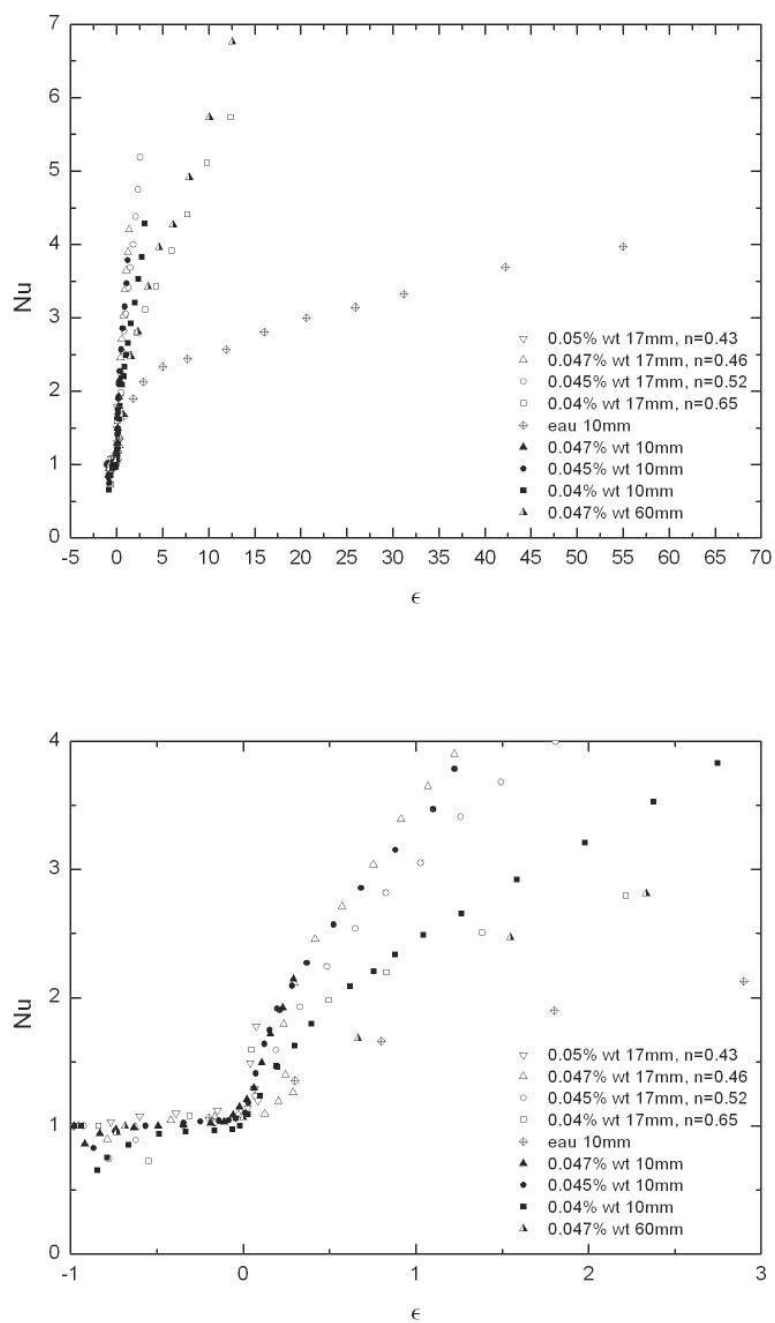 7
6
5
4
3
2
1
0
Nu
0.05% wt 17mm, n=0.43
0.047% wt 17mm, n=0.46
0.045% wt 17mm, n=0.52
0.04% wt 17mm, n=0.65
eau 10mm
0.047% wt 10mm
0.045% wt 10mm
0.04% wt 10mm
0.047% wt 60mm
-5 0 5 10 15 20 25 30 35 40 45 50 55 60 65 70
ϵ
4
3
2
1
0
Nu
0.05% wt 17mm, n=0.43
0.047% wt 17mm, n=0.46
0.045% wt 17mm, n=0.52
0.04% wt 17mm, n=0.65
eau 10mm
0.047% wt 10mm
0.045% wt 10mm
0.04% wt 10mm
0.047% wt 60mm
-1 0 1 2 3
ϵ